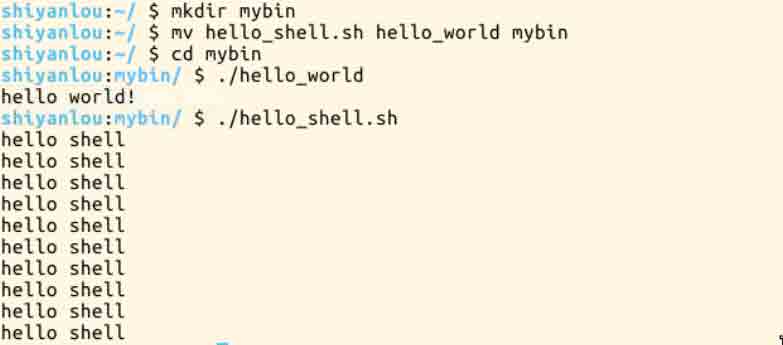 shiyanlou:~/ $ mkdir mybin
shiyanlou:~/ $ mv hello_shell.sh hello_world mybin
shiyanlou:~/ $ cd mybin
shiyanlou:mybin/ $ ./hello_world
hello world!
shiyanlou:mybin/ $ ./hello_shell.sh
hello shell
hello shell
hello shell
hello shell
hello shell
hello shell
hello shell
hello shell
hello shell
hello shell